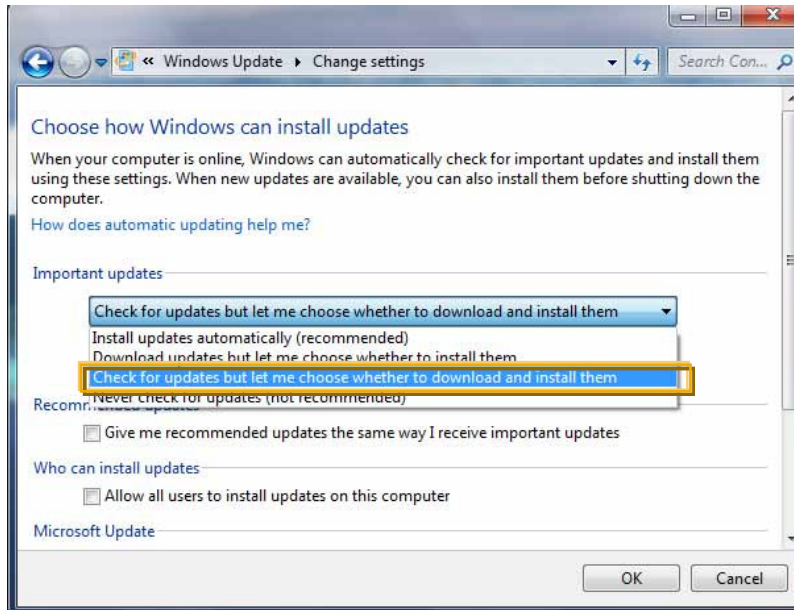 « Windows Update ▸ Change settings
Search Con...
Choose how Windows can install updates
When your computer is online, Windows can automatically check for important updates and install them
using these settings. When new updates are available, you can also install them before shutting down the
computer.
How does automatic updating help me?
Important updates
Check for updates but let me choose whether to download and install them
Install updates automatically (recommended)
Download updates but let me choose whether to install them
Check for updates but let me choose whether to download and install them
Never check for updates (not recommended)
Recommended updates
Give me recommended updates the same way I receive important updates
Who can install updates
Allow all users to install updates on this computer
Microsoft Update
OK
Cancel